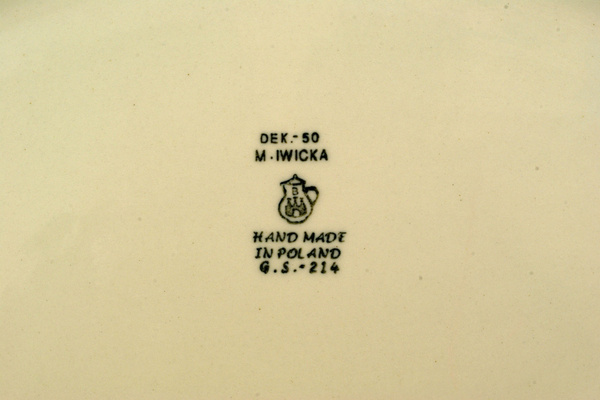 DEK.-50
M.IWICKA
B
HAND MADE
IN POLAND
G.S.-214